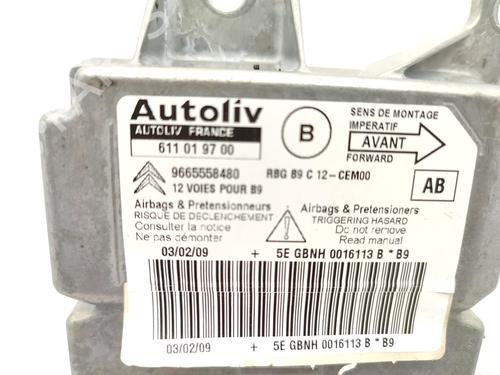 Autoliv
AUTOLIV FRANCE
611 01 97 00
B
SENS DE MONTAGE
IMPERATIF
AVANT
FORWARD
9665558480 RBG B9 C 12-CEM00
12 VOIES POUR B9
AB
Airbags & Pretensionneurs
RISQUE DE DECLENCHEMENT
Consulter la notice
Ne pas démonter
Airbags & Pretensioners
TRIGGERING HASARD
Do not remove
Read manual
03/02/09 + 5E GBNH 0016113 B * B9
03/02/09 + 5E GBNH 0016113 B * B9